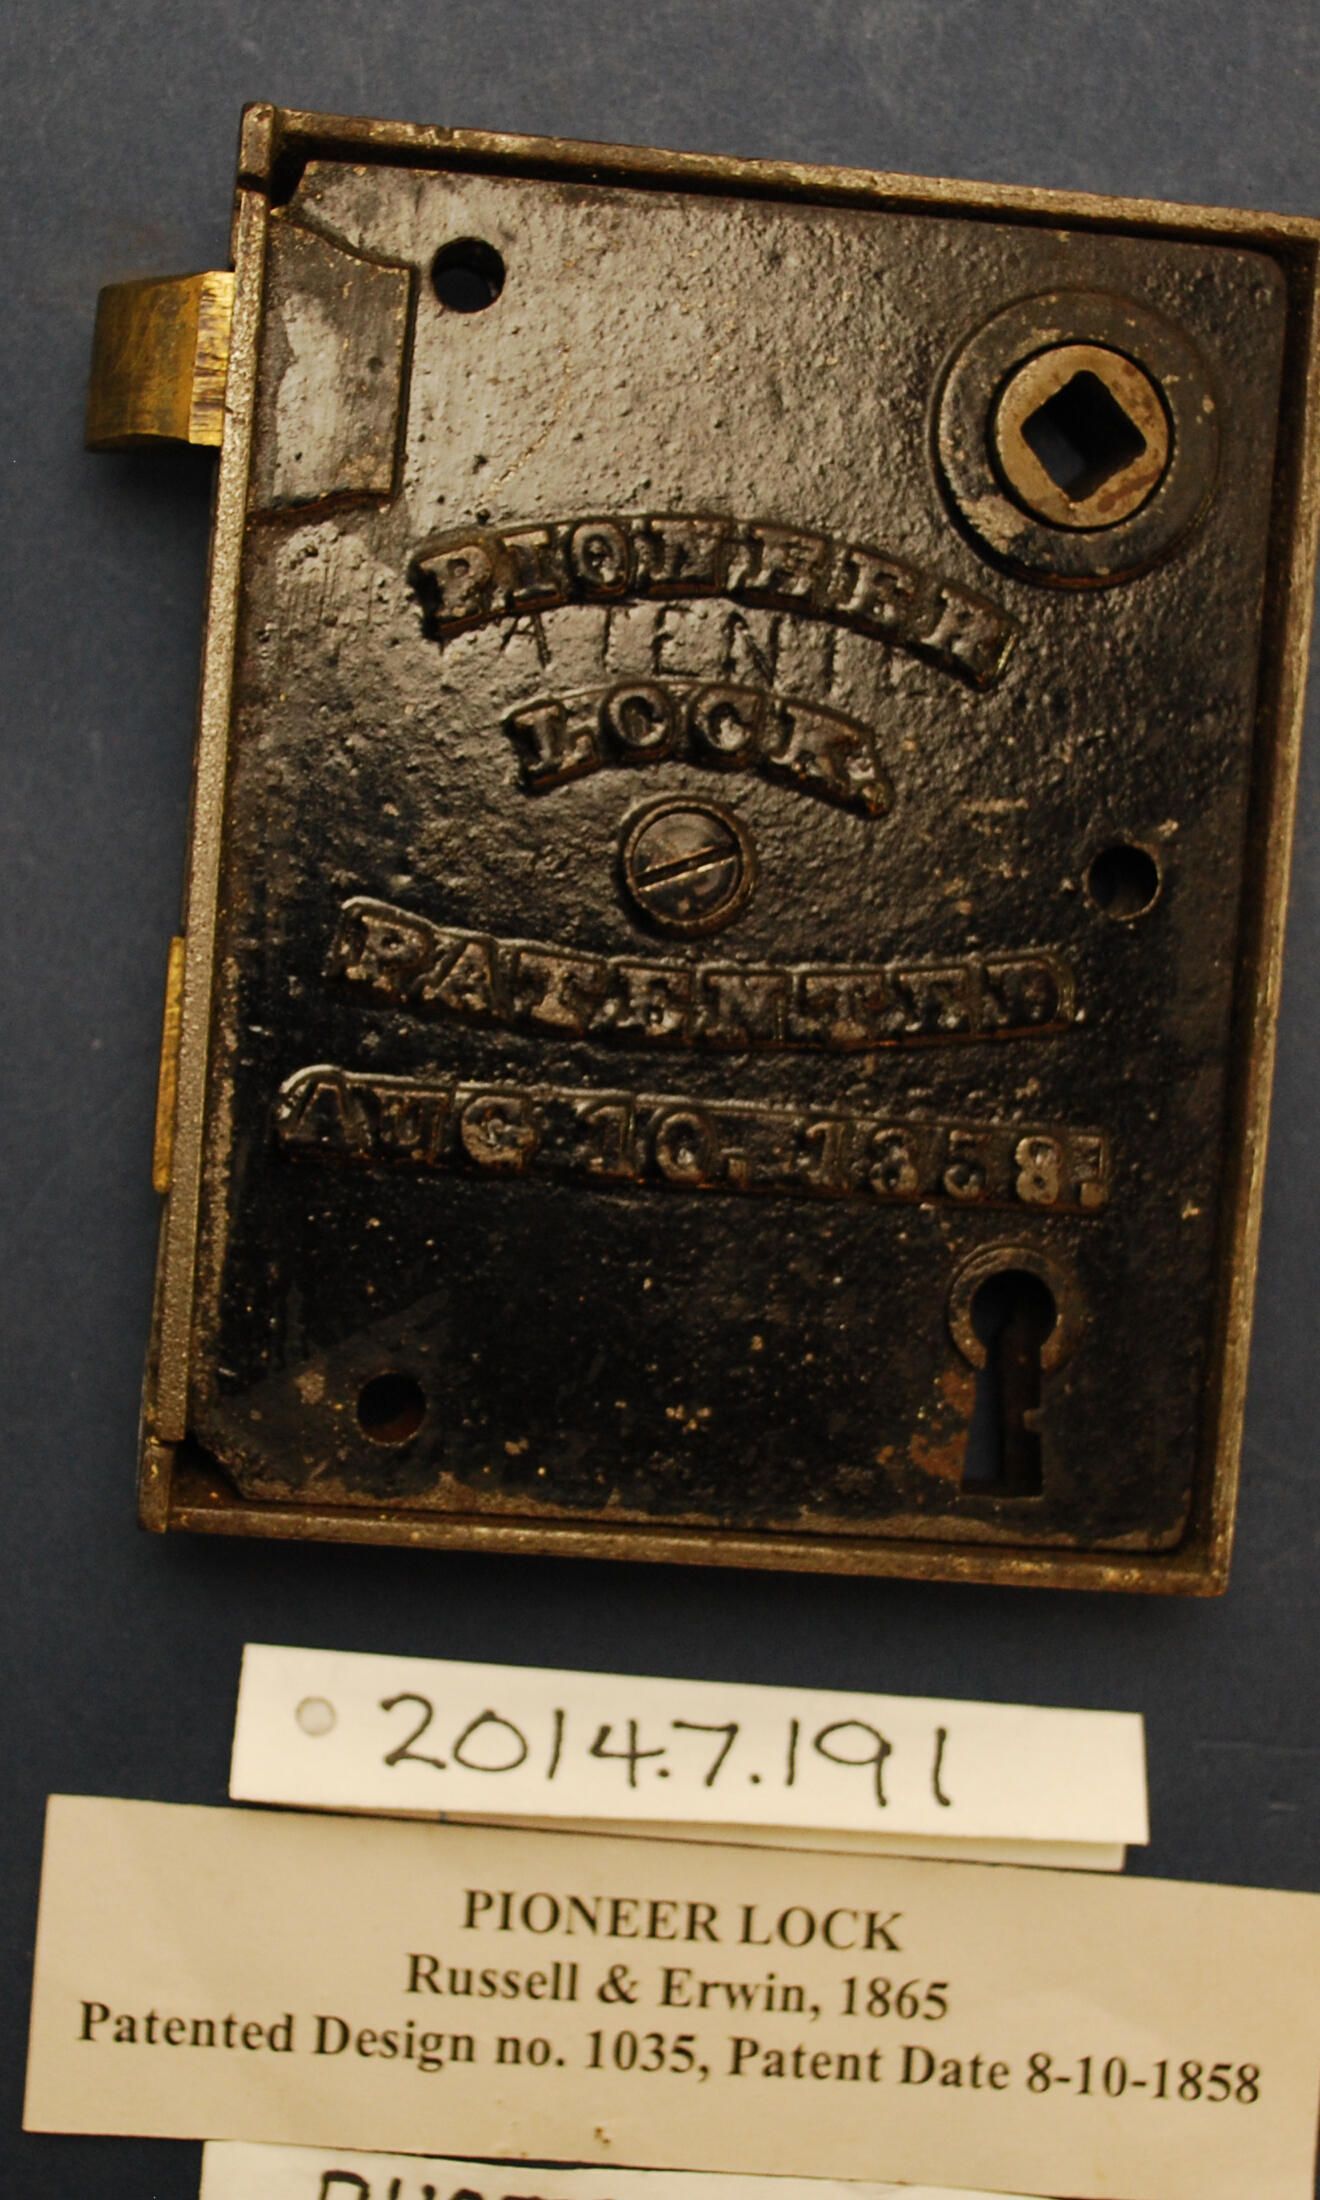 PIONEER
PATENT
LOCK.
PATENTED
AUG 10, 1858.
2014.7.191
PIONEER LOCK
Russell & Erwin, 1865
Patented Design no. 1035, Patent Date 8-10-1858